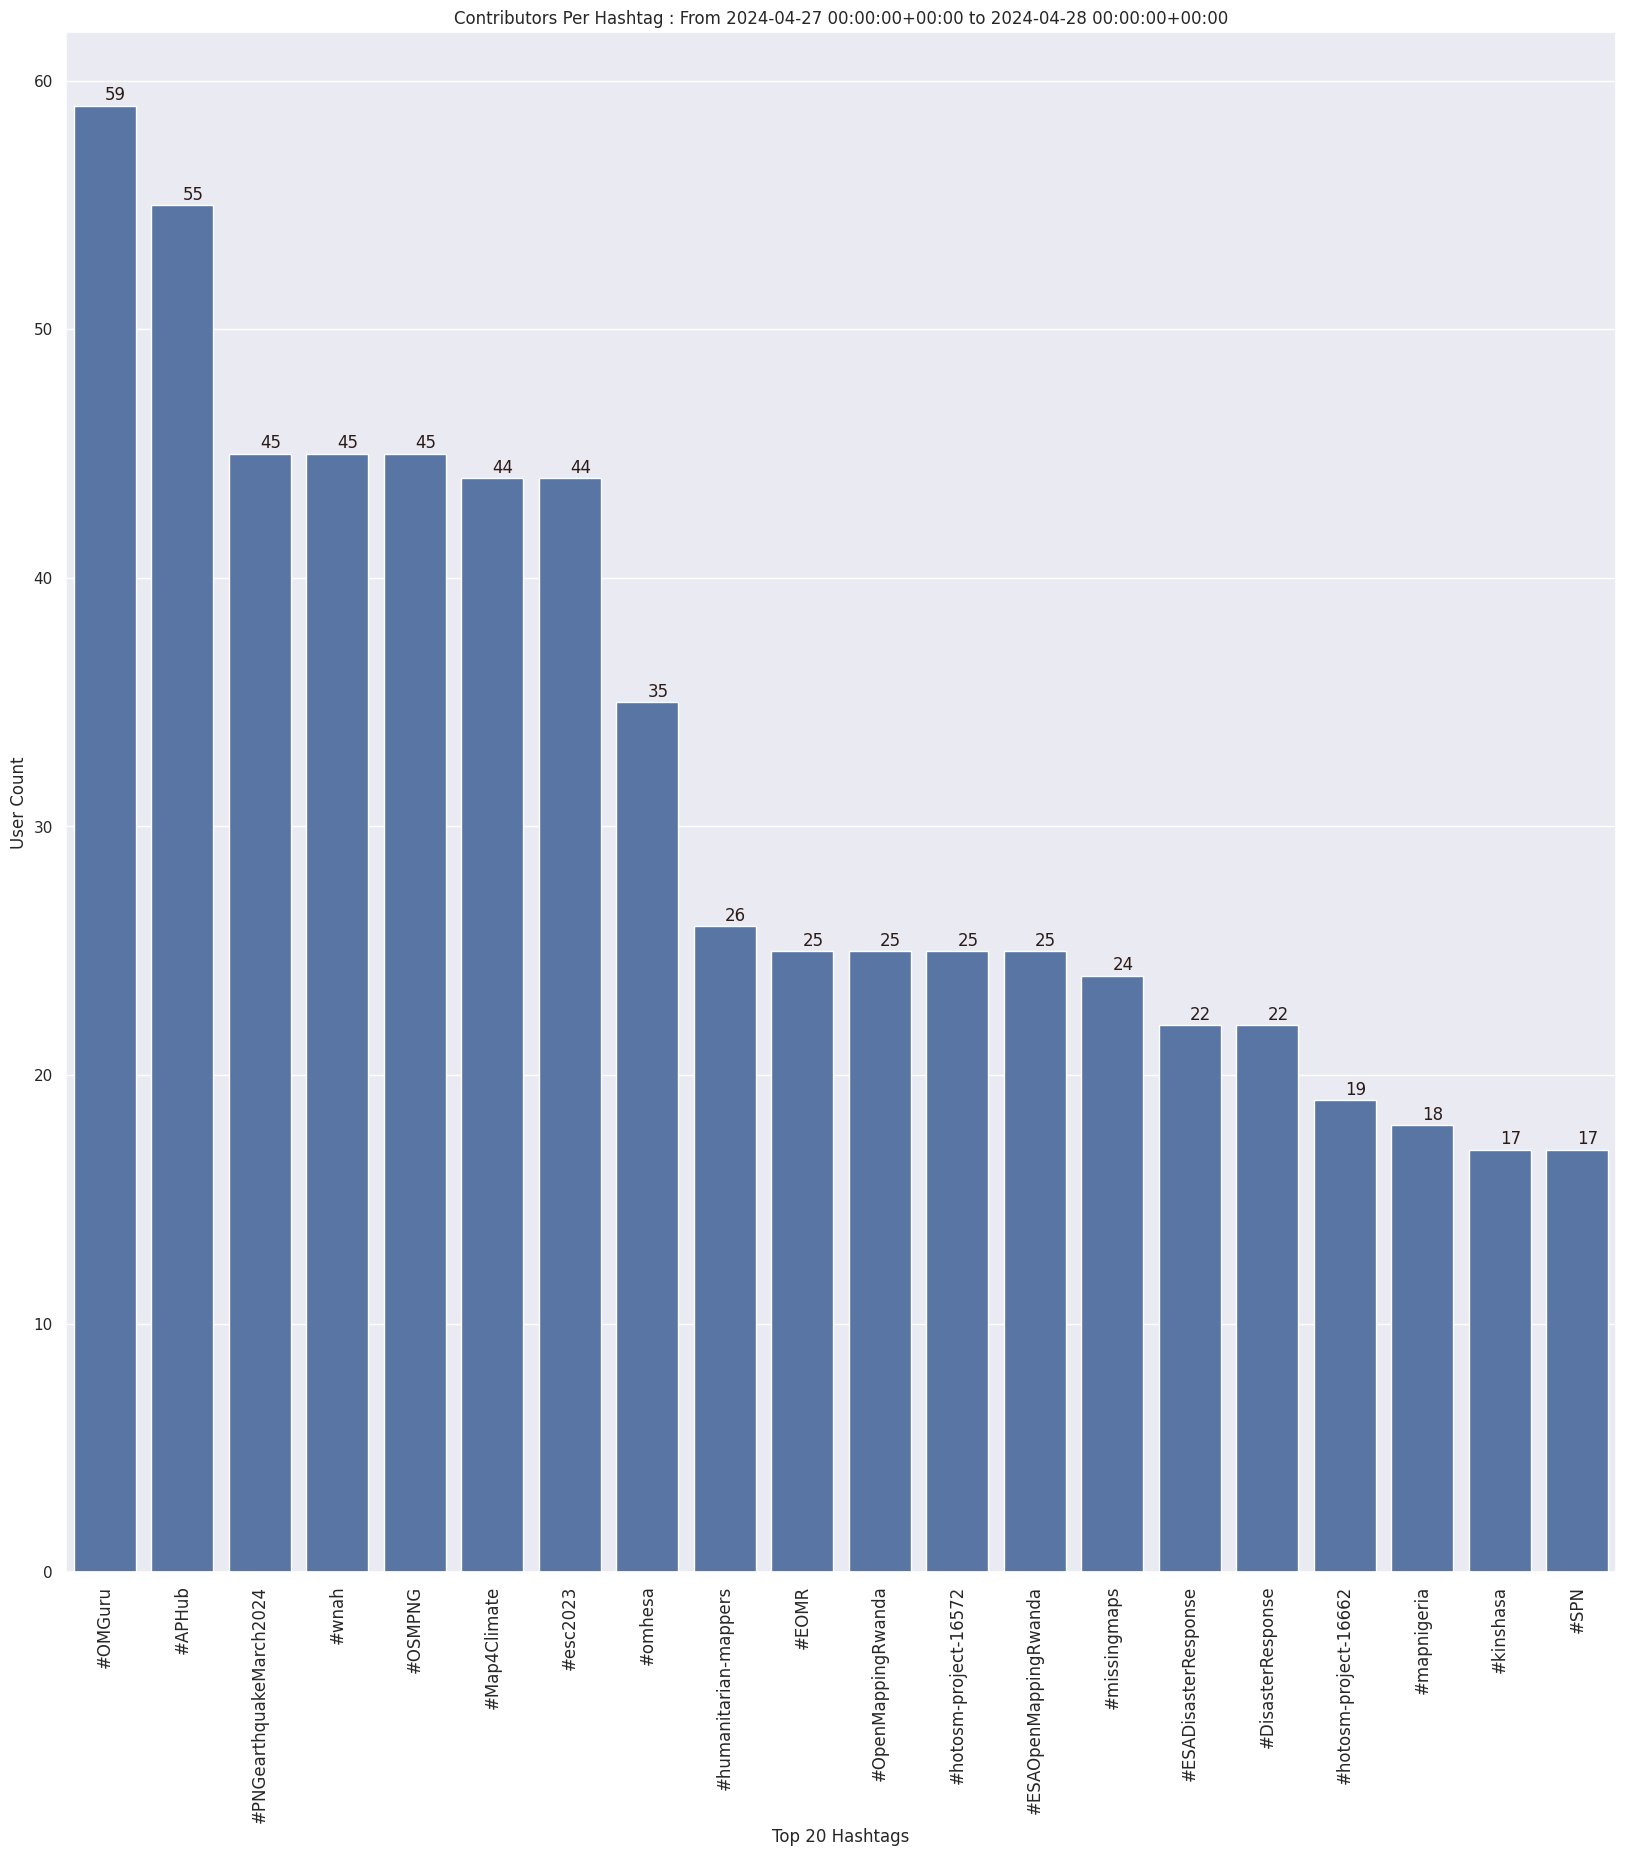 Contributors Per Hashtag : From 2024-04-27 00:00:00+00:00 to 2024-04-28 00:00:00+00:00
User Count
60
50
40
30
20
10
0
59
55
45
45
45
44
44
35
26
25
25
25
25
24
22
22
19
18
17
17
#OMGuru
#APHub
#PNGearthquakeMarch2024
#wnah
#OSMPNG
#Map4Climate
#esc2023
#omhesa
#humanitarian-mappers
#EOMR
#OpenMappingRwanda
#hotosm-project-16572
#ESAOpenMappingRwanda
#missingmaps
#ESADisasterResponse
#DisasterResponse
#hotosm-project-16662
#mapnigeria
#kinshasa
#SPN
Top 20 Hashtags